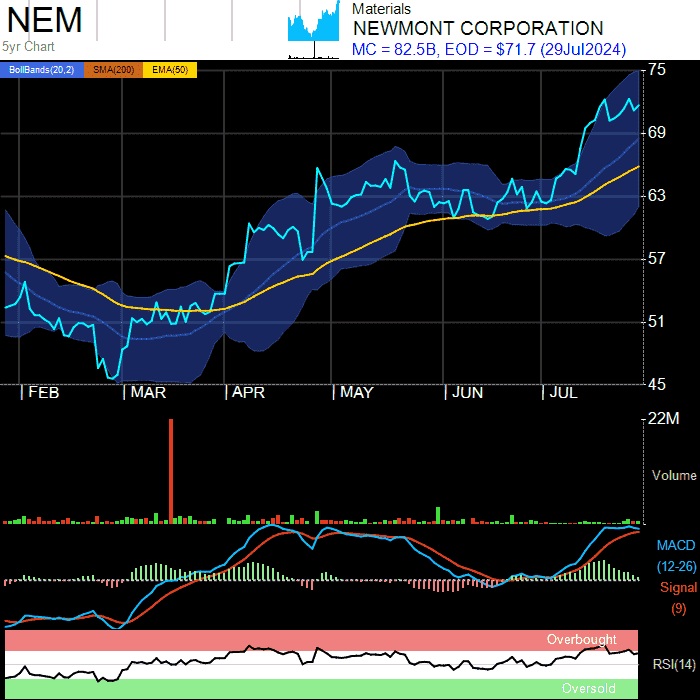 NEM
5yr Chart
Materials
NEWMONT CORPORATION
MC = 82.5B, EOD = $71.7 (29Jul2024)
BollBands(20,2) SMA(200) EMA(50)
75
69
63
57
51
45
FEB MAR APR MAY JUN JUL
22M
Volume
MACD
(12-26)
Signal
(9)
Overbought
RSI(14)
Oversold